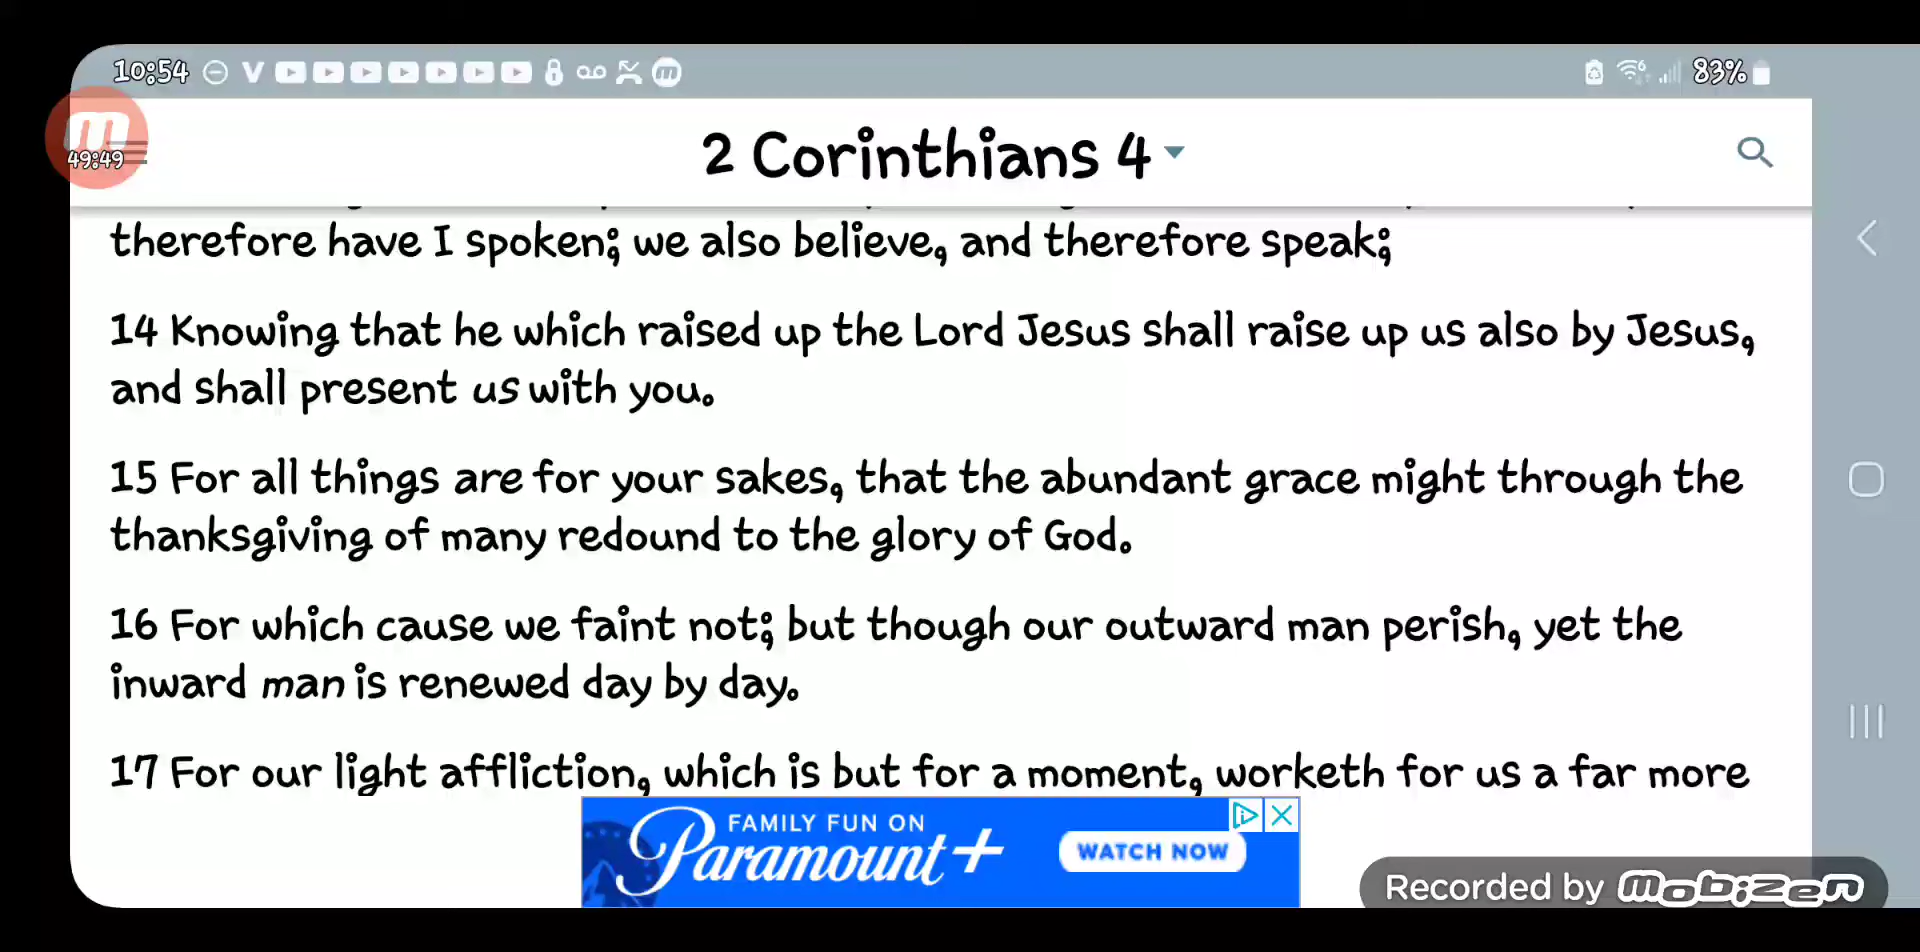 10:54
83%
49:49
2 Corinthians 4
therefore have I spoken; we also believe, and therefore speak;
14 Knowing that he which raised up the Lord Jesus shall raise up us also by Jesus,
and shall present us with you.
15 For all things are for your sakes, that the abundant grace might through the
thanksgiving of many redound to the glory of God.
16 For which cause we faint not; but though our outward man perish, yet the
inward man is renewed day by day.
17 For our light affliction, which is but for a moment, worketh for us a far more
FAMILY FUN ON
Paramount+
WATCH NOW
Recorded by mobizen